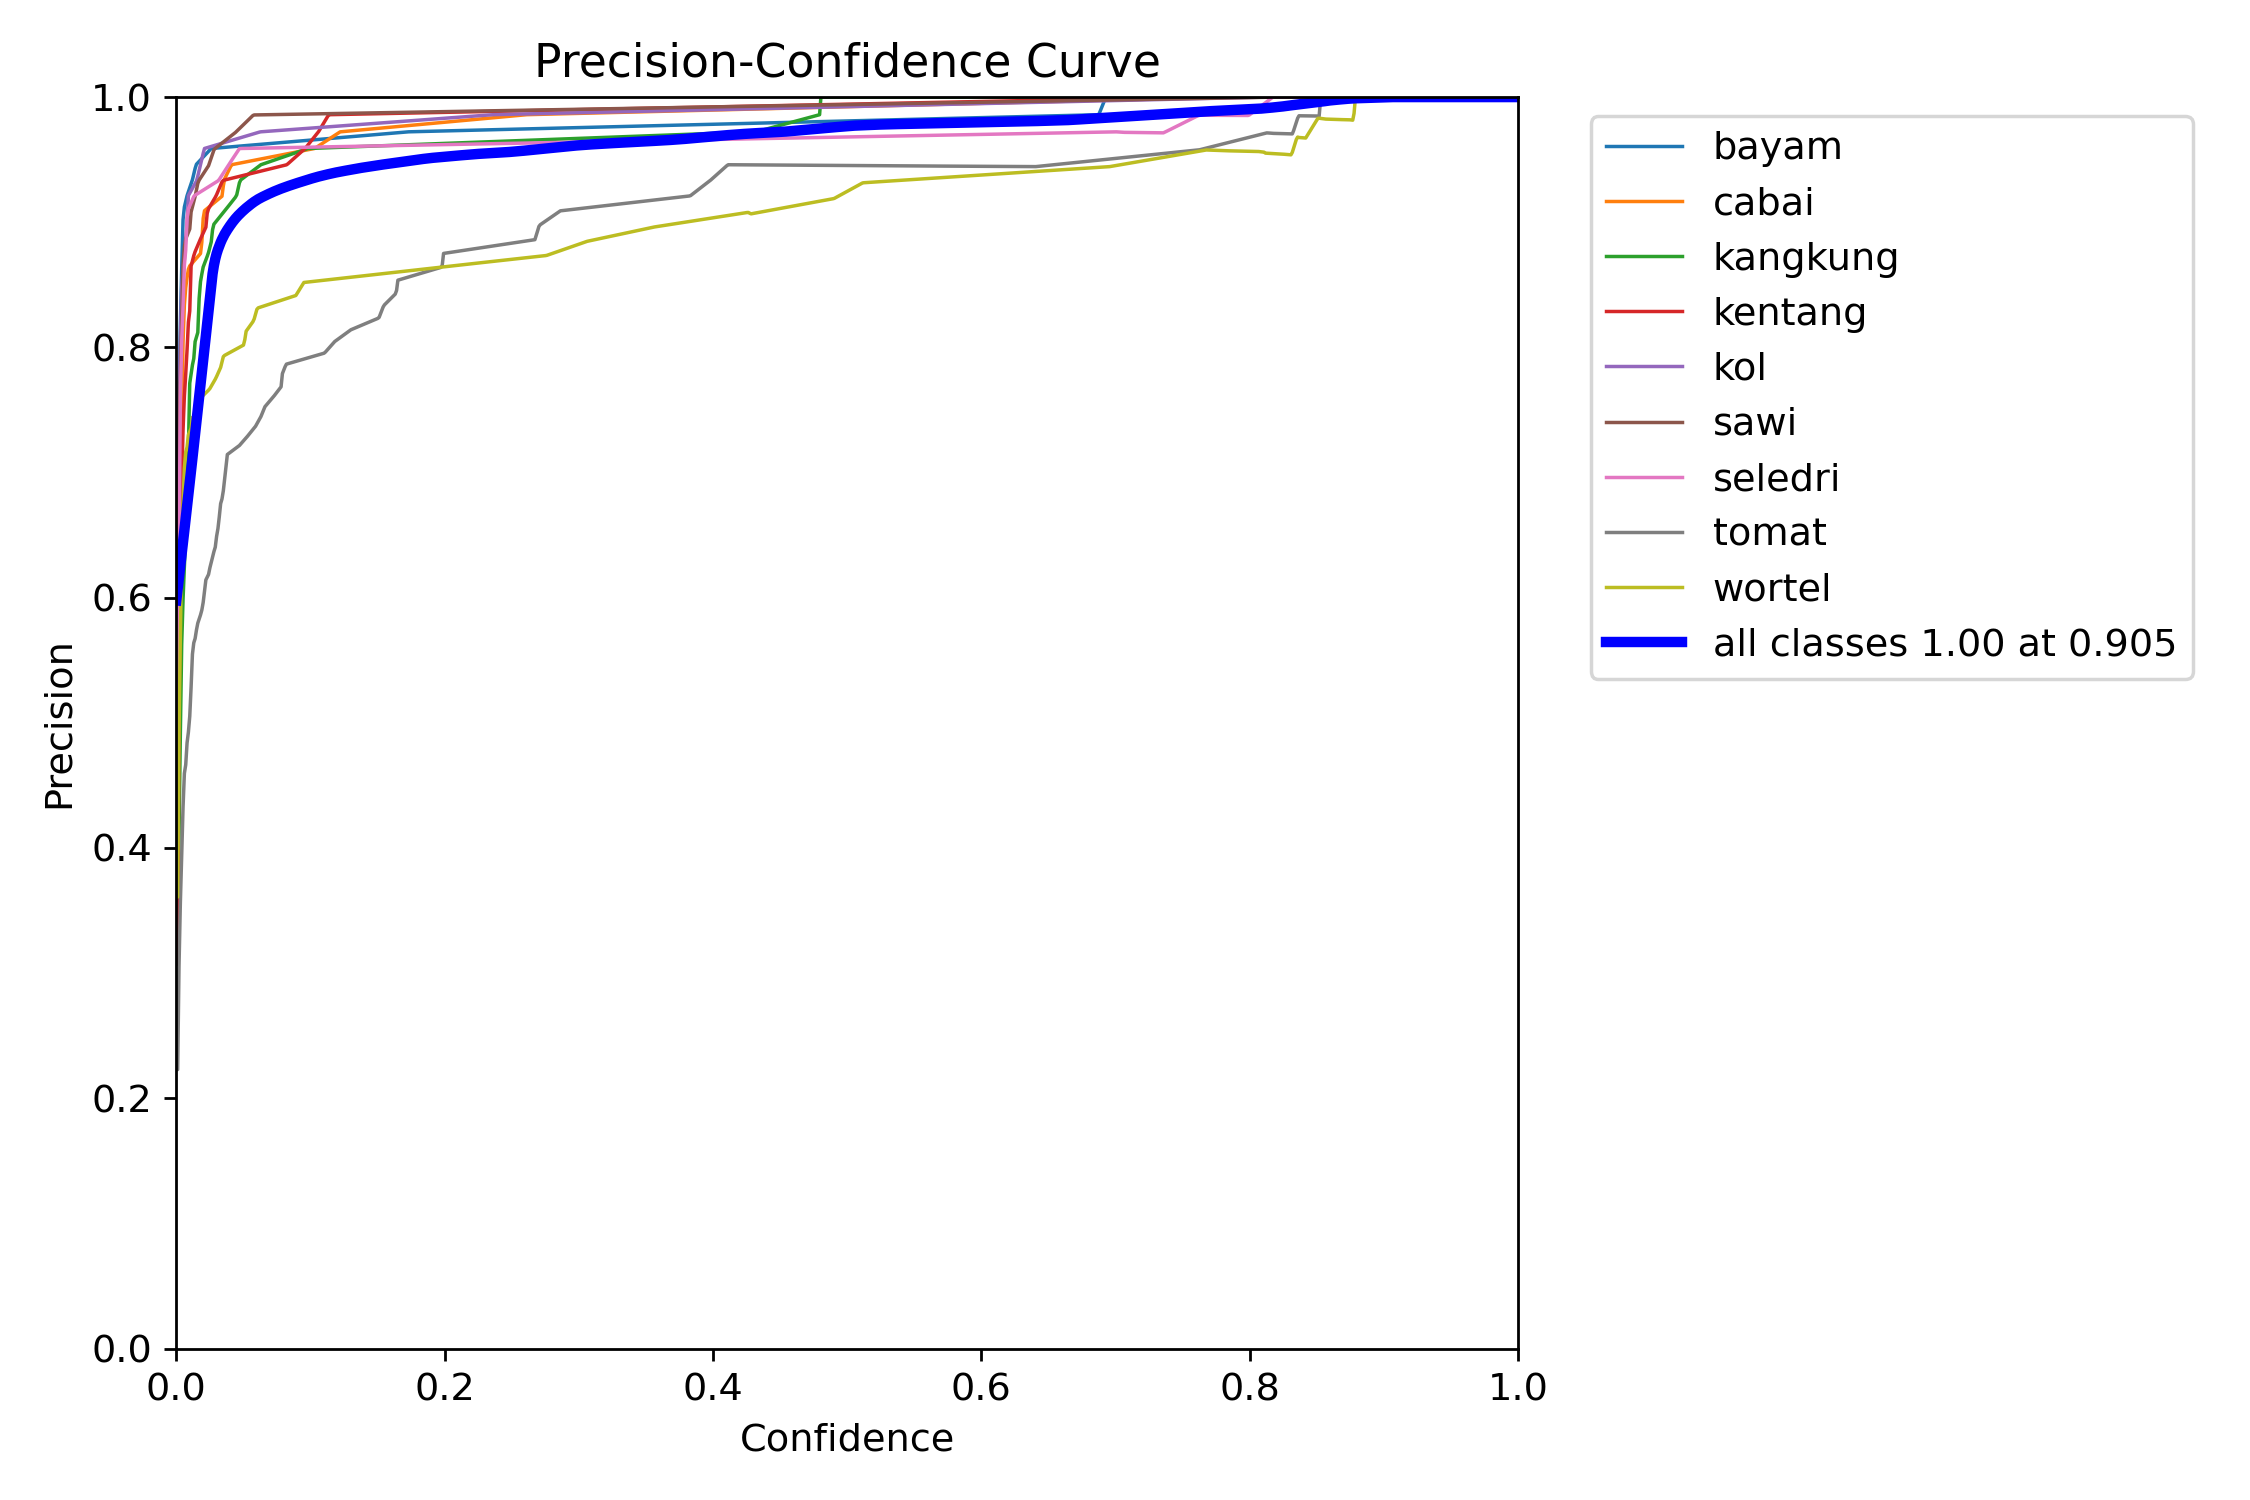 Precision-Confidence Curve
1.0
0.8
0.6
0.4
0.2
0.0
Precision
0.0 0.2 0.4 0.6 0.8 1.0
Confidence
bayam
cabai
kangkung
kentang
kol
sawi
seledri
tomat
wortel
all classes 1.00 at 0.905